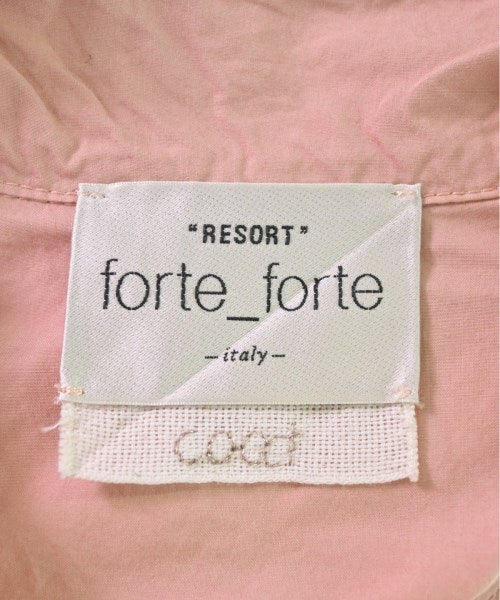 "RESORT"
forte_forte
– italy –